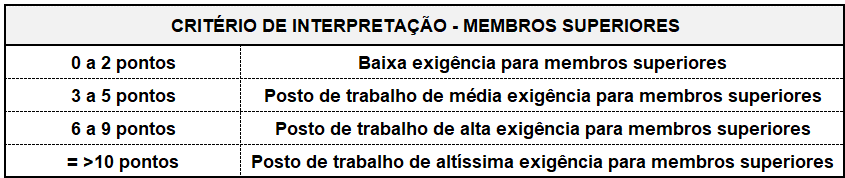 CRITÉRIO DE INTERPRETAÇÃO - MEMBROS SUPERIORES
0 a 2 pontos Baixa exigência para membros superiores
3 a 5 pontos Posto de trabalho de média exigência para membros superiores
6 a 9 pontos Posto de trabalho de alta exigência para membros superiores
= >10 pontos Posto de trabalho de altíssima exigência para membros superiores